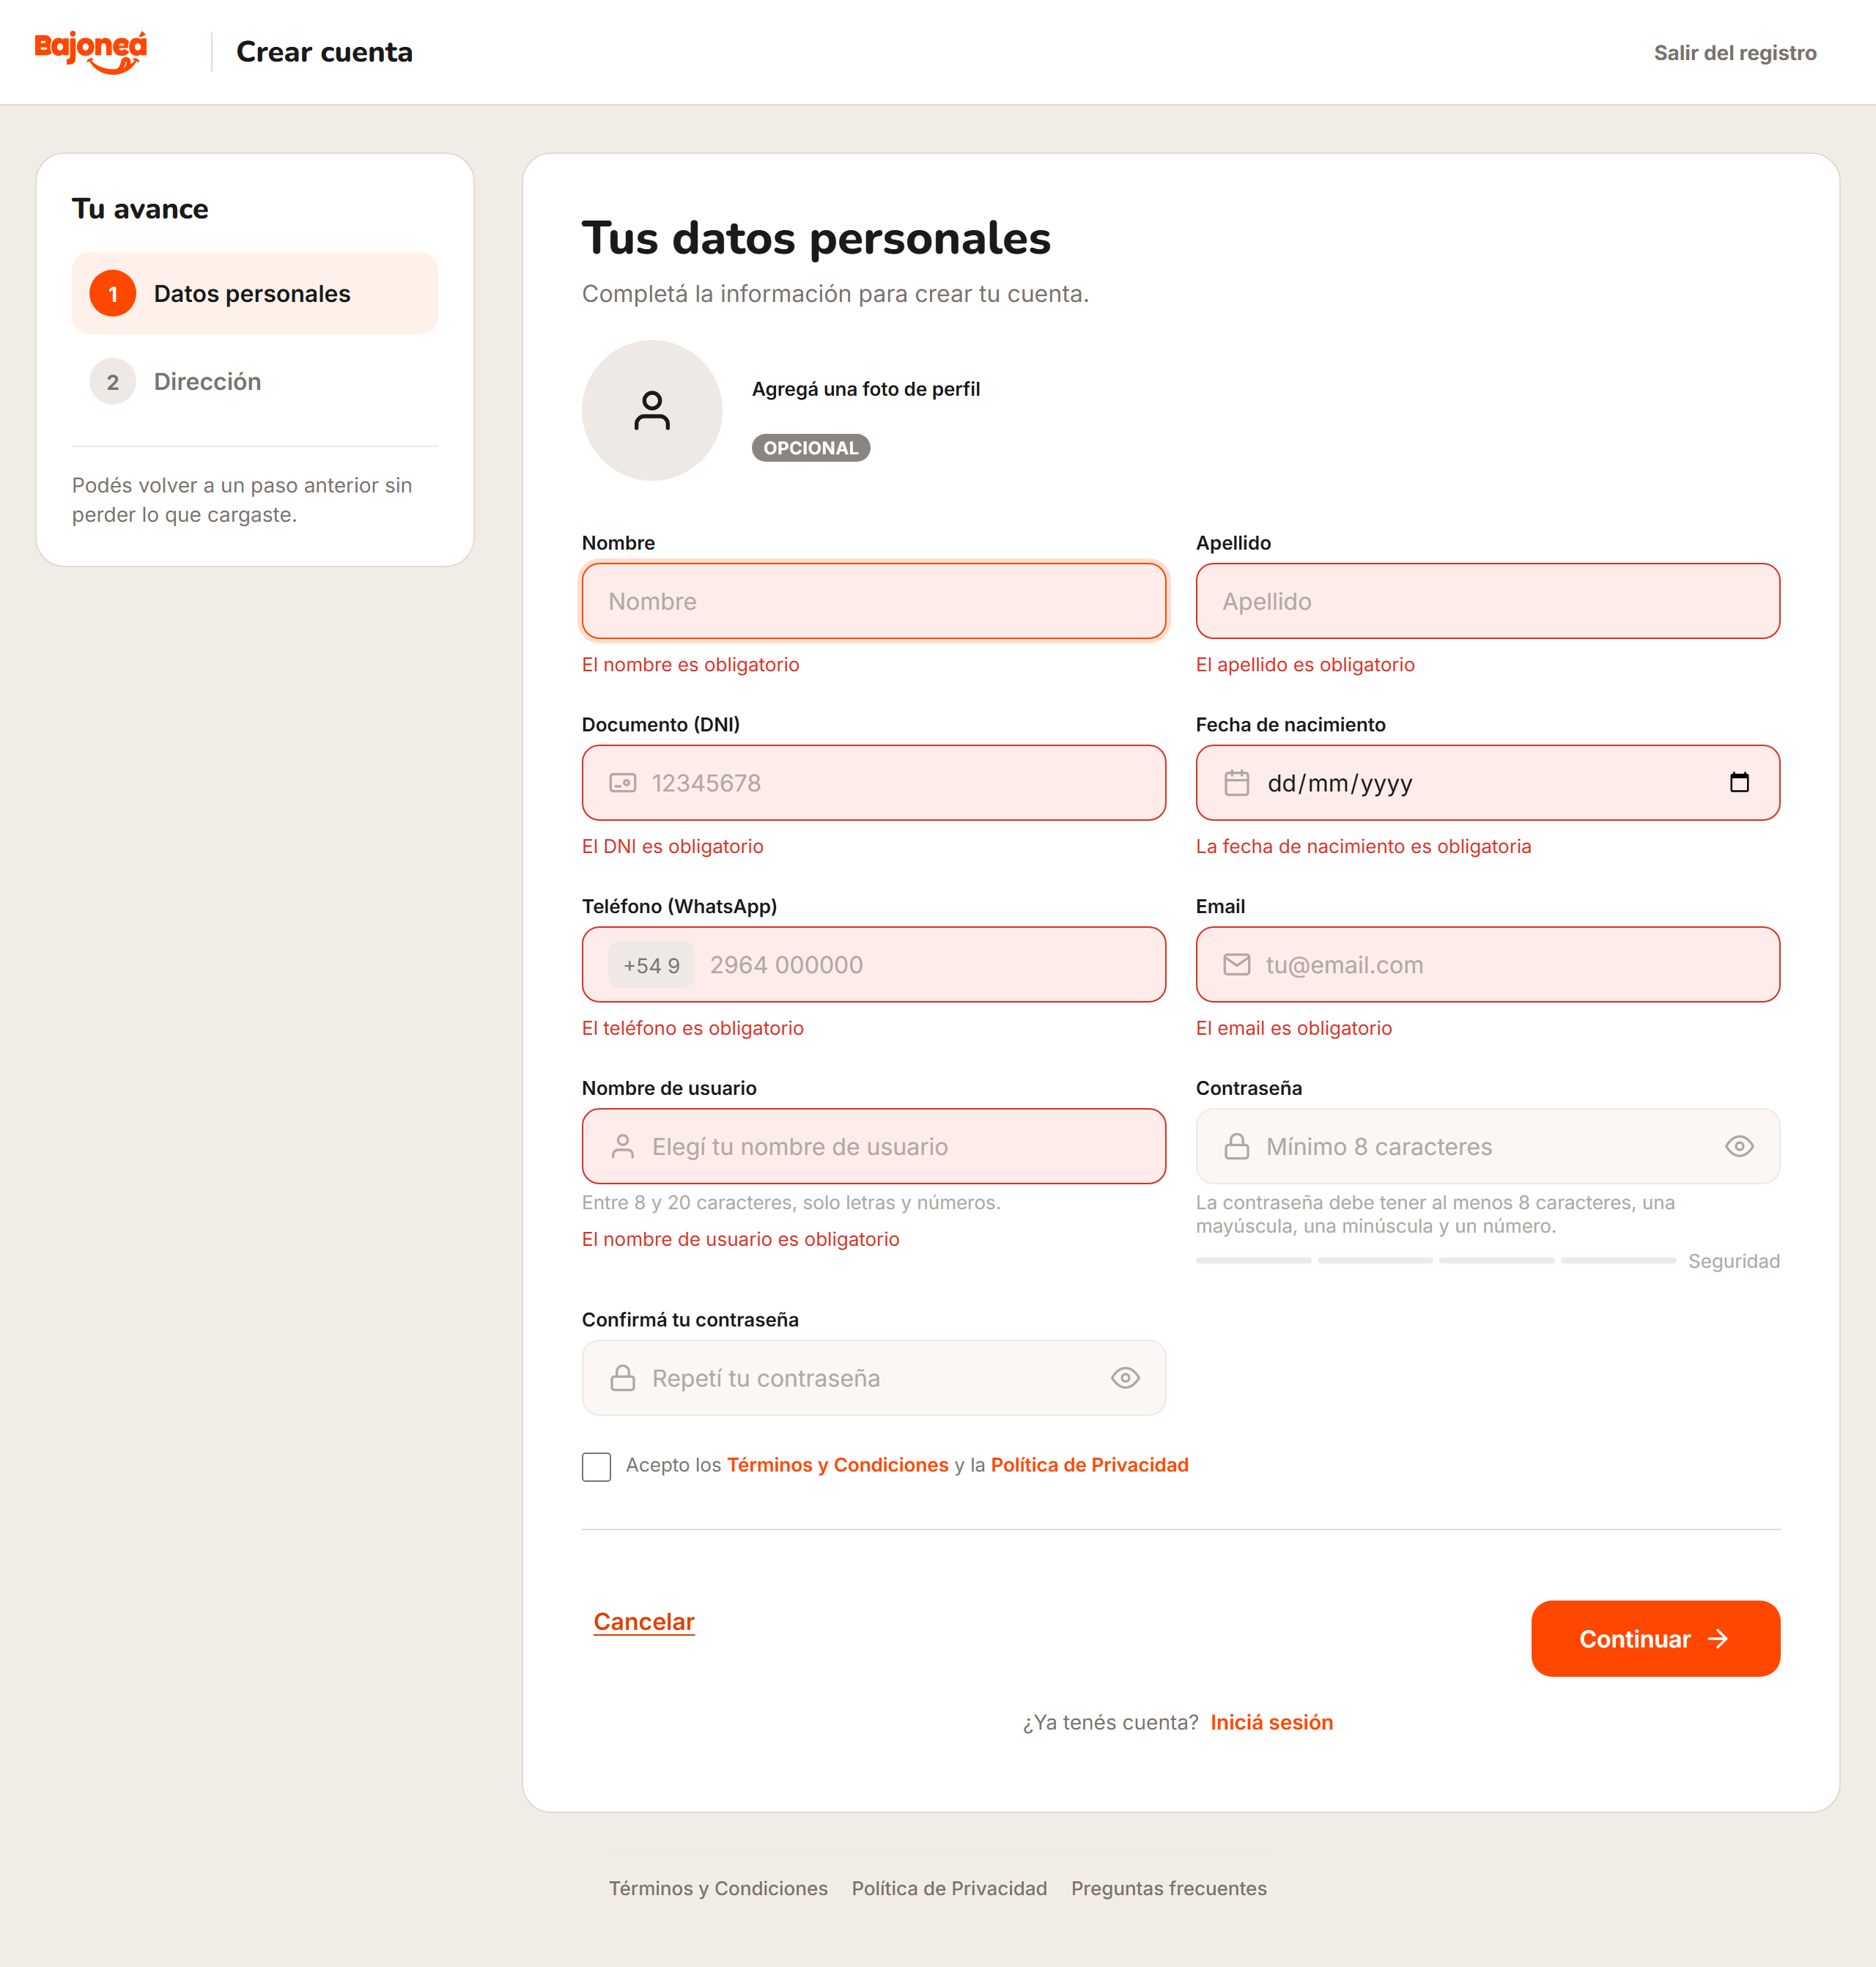 Bajoneá
Crear cuenta
Salir del registro
Tu avance
1 Datos personales
2 Dirección
Podés volver a un paso anterior sin
perder lo que cargaste.
Tus datos personales
Completá la información para crear tu cuenta.
Agregá una foto de perfil
OPCIONAL
Nombre
Nombre
El nombre es obligatorio
Apellido
Apellido
El apellido es obligatorio
Documento (DNI)
12345678
El DNI es obligatorio
Fecha de nacimiento
dd/mm/yyyy
La fecha de nacimiento es obligatoria
Teléfono (WhatsApp)
+54 9 2964 000000
El teléfono es obligatorio
Email
tu@email.com
El email es obligatorio
Nombre de usuario
Elegí tu nombre de usuario
Entre 8 y 20 caracteres, solo letras y números.
El nombre de usuario es obligatorio
Contraseña
Mínimo 8 caracteres
La contraseña debe tener al menos 8 caracteres, una
mayúscula, una minúscula y un número.
Seguridad
Confirmá tu contraseña
Repetí tu contraseña
Acepto los Términos y Condiciones y la Política de Privacidad
Cancelar
Continuar
¿Ya tenés cuenta? Iniciá sesión
Términos y Condiciones Política de Privacidad Preguntas frecuentes